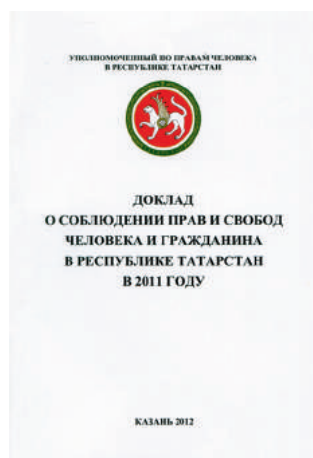 УПОЛНОМОЧЕННЫЙ ПО ПРАВАМ ЧЕЛОВЕКА
В РЕСПУБЛИКЕ ТАТАРСТАН
ДОКЛАД
О СОБЛЮДЕНИИ ПРАВ И СВОБОД
ЧЕЛОВЕКА И ГРАЖДАНИНА
В РЕСПУБЛИКЕ ТАТАРСТАН
В 2011 ГОДУ
КАЗАНЬ 2012